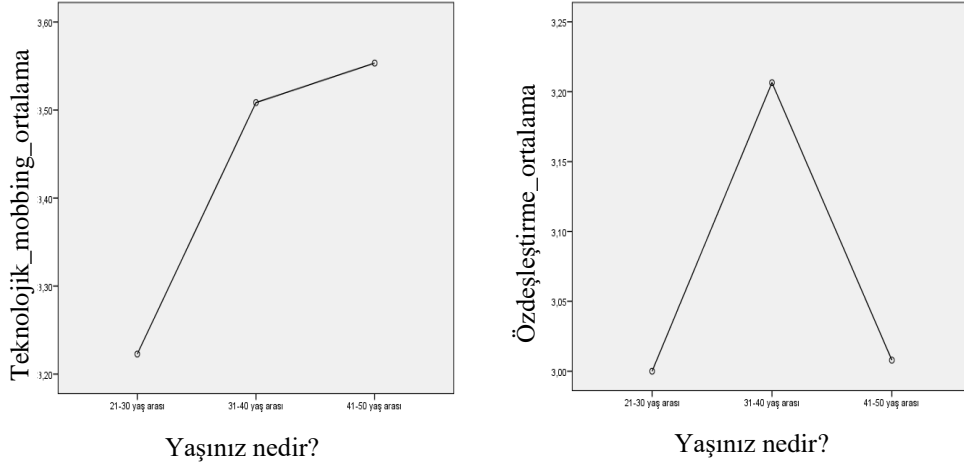 Teknolojik_mobbing_ortalama
3,60
3,50
3,40
3,30
3,20
21-30 yaş arası
31-40 yaş arası
41-50 yaş arası
Yaşınız nedir?
Özdeşleştirme_ortalama
3,25
3,20
3,15
3,10
3,05
3,00
21-30 yaş arası
31-40 yaş arası
41-50 yaş arası
Yaşınız nedir?